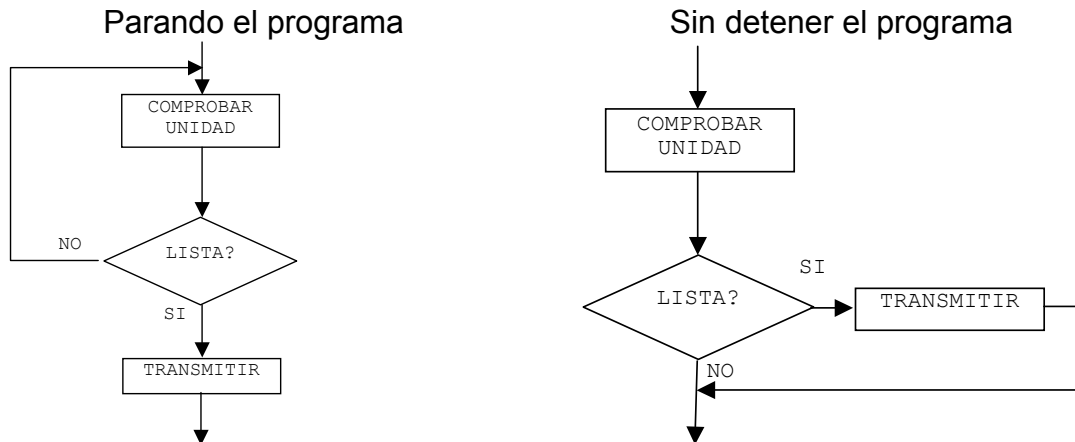 Parando el programa
COMPROBAR
UNIDAD
NO
LISTA?
SI
TRANSMITIR
Sin detener el programa
COMPROBAR
UNIDAD
SI
LISTA?
TRANSMITIR
NO